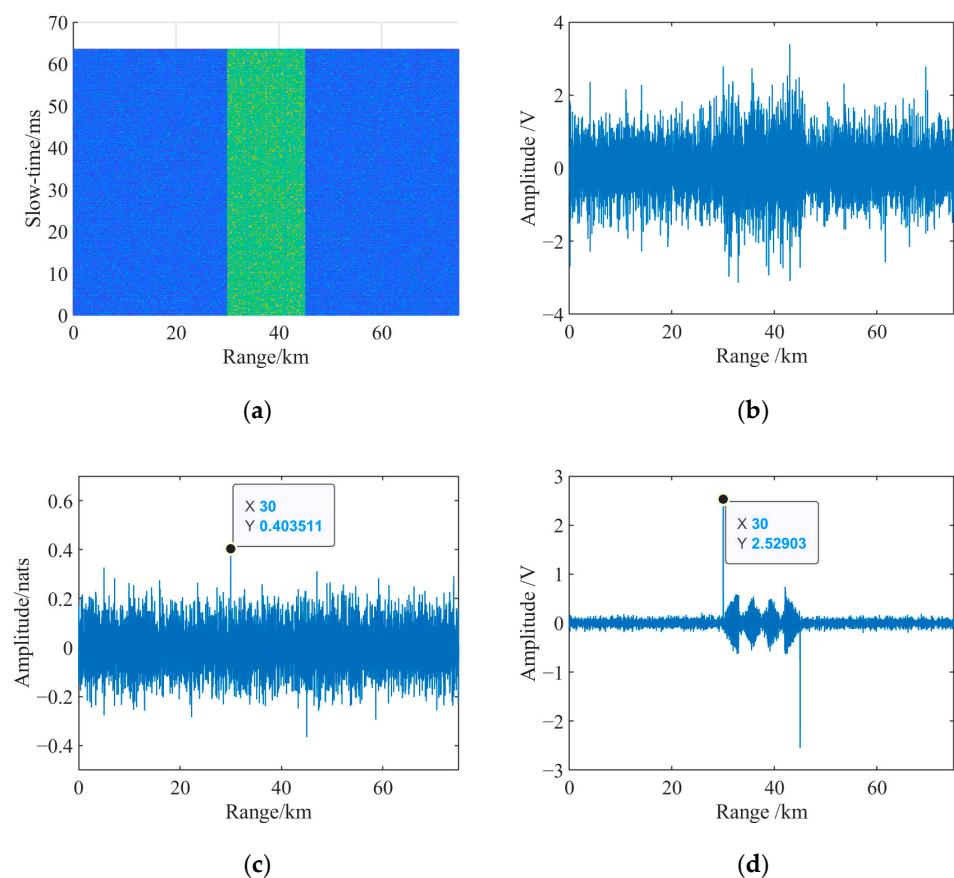 70
60
50
40
30
20
10
0
Slow-time/ms
0 20 40 60
Range/km
(a)
4
2
0
−2
−4
Amplitude /V
0 20 40 60
Range /km
(b)
0.6
0.4
0.2
0
−0.2
−0.4
Amplitude/nats
X 30
Y 0.403511
0 20 40 60
Range/km
(c)
3
2
1
0
−1
−2
−3
Amplitude /V
X 30
Y 2.52903
0 20 40 60
Range/km
(d)